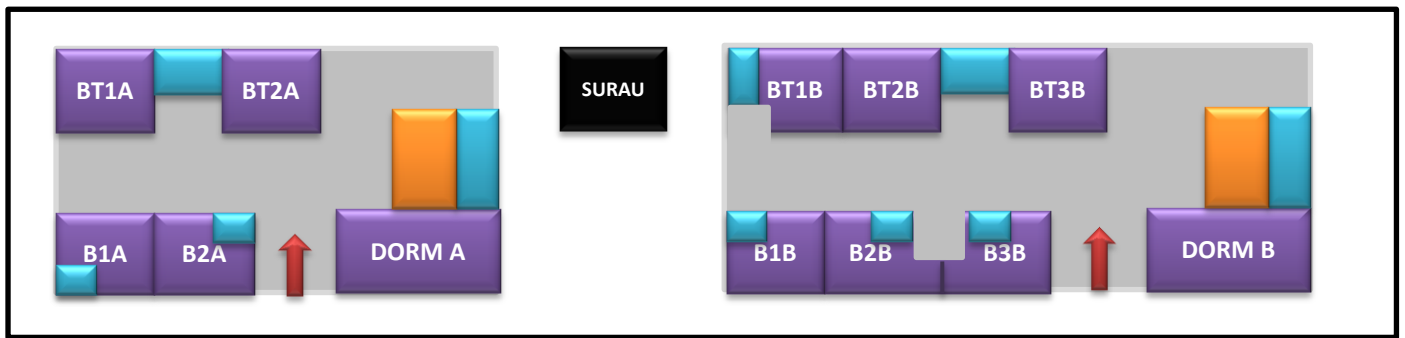 BT1A
BT2A
SURAU
BT1B
BT2B
BT3B
B1A
B2A
DORM A
B1B
B2B
B3B
DORM B